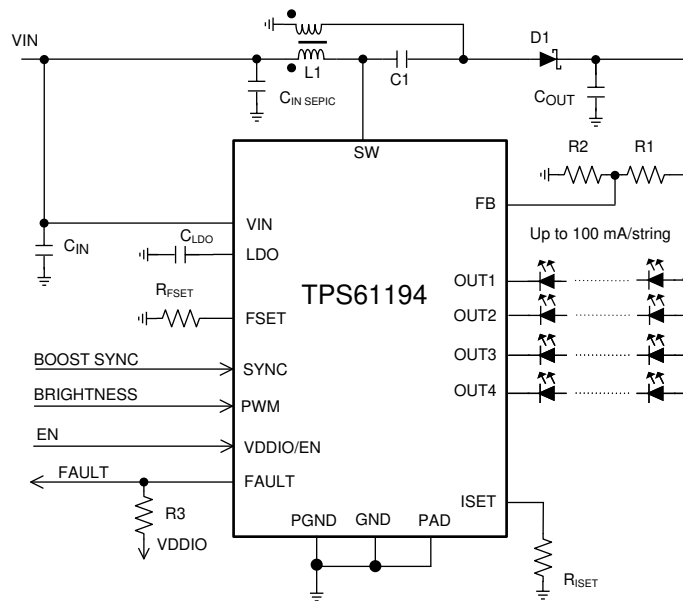 VIN
D1
L1
C1
CIN SEPIC
COUT
SW
R2
R1
VIN
FB
CIN
CLDO
LDO
Up to 100 mA/string
RFSET
FSET
TPS61194
OUT1
OUT2
OUT3
OUT4
BOOST SYNC
SYNC
BRIGHTNESS
PWM
EN
VDDIO/EN
FAULT
FAULT
ISET
R3
VDDIO
PGND
GND
PAD
RISET